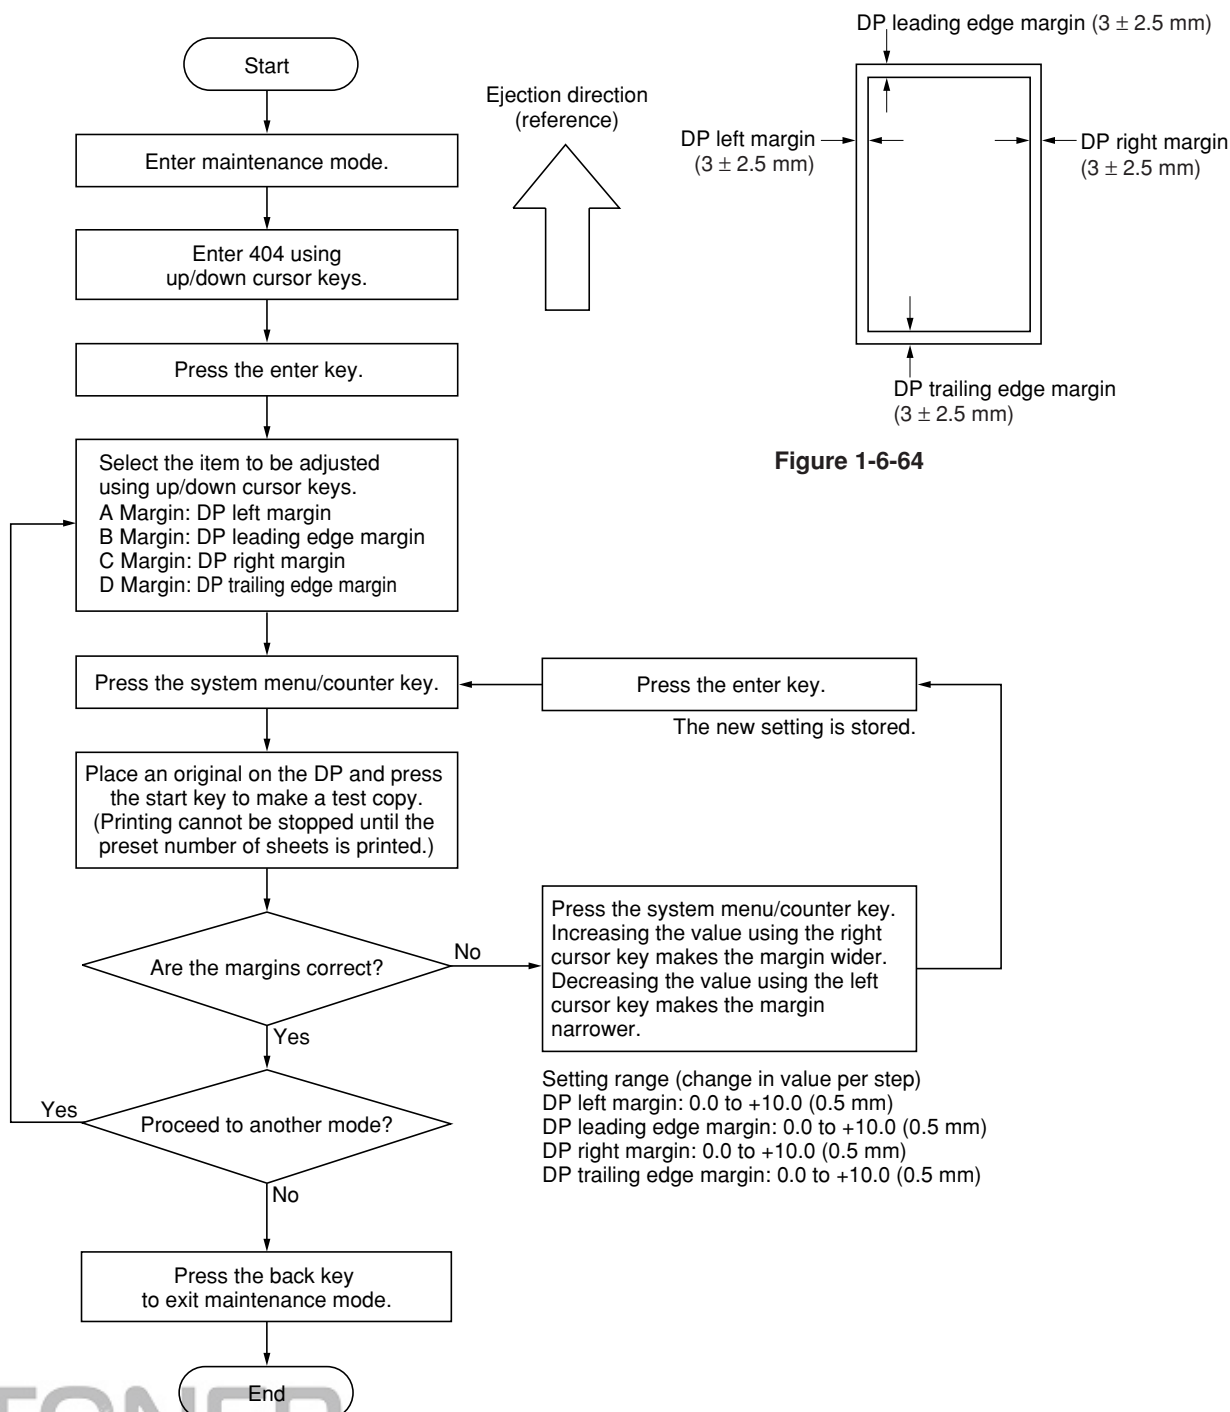 Start
Enter maintenance mode.
Enter 404 using
up/down cursor keys.
Press the enter key.
Select the item to be adjusted
using up/down cursor keys.
A Margin: DP left margin
B Margin: DP leading edge margin
C Margin: DP right margin
D Margin: DP trailing edge margin
Press the system menu/counter key.
Place an original on the DP and press
the start key to make a test copy.
(Printing cannot be stopped until the
preset number of sheets is printed.)
Are the margins correct?
No
Yes
Proceed to another mode?
Yes
No
Press the back key
to exit maintenance mode.
End
Ejection direction
(reference)
DP leading edge margin (3 ± 2.5 mm)
DP left margin
(3 ± 2.5 mm)
DP right margin
(3 ± 2.5 mm)
DP trailing edge margin
(3 ± 2.5 mm)
Figure 1-6-64
Press the enter key.
The new setting is stored.
Press the system menu/counter key.
Increasing the value using the right
cursor key makes the margin wider.
Decreasing the value using the left
cursor key makes the margin
narrower.
Setting range (change in value per step)
DP left margin: 0.0 to +10.0 (0.5 mm)
DP leading edge margin: 0.0 to +10.0 (0.5 mm)
DP right margin: 0.0 to +10.0 (0.5 mm)
DP trailing edge margin: 0.0 to +10.0 (0.5 mm)
TONER